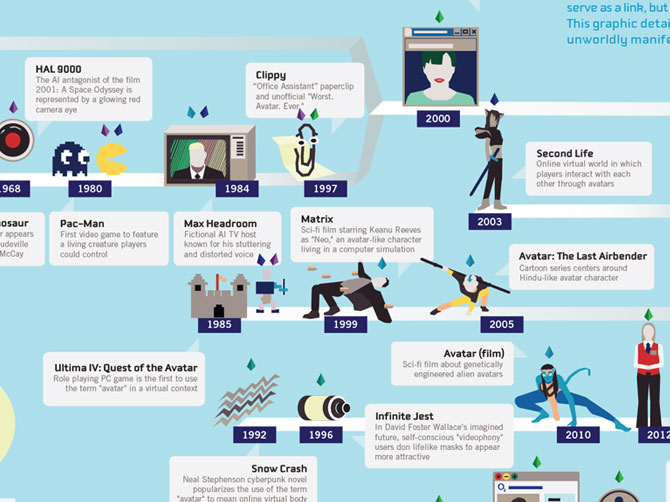 serve as a link, but
This graphic detai
unworldly manife
HAL 9000
The AI antagonist of the film
2001: A Space Odyssey is
represented by a glowing red
camera eye
Clippy
"Office Assistant" paperclip
and unofficial "Worst.
Avatar. Ever."
2000
Second Life
Online virtual world in which
players interact with each
other through avatars
1968
1980
1984
1997
2003
nosaur
r appears
udeville
McCay
Pac-Man
First video game to feature
a living creature players
could control
Max Headroom
Fictional AI TV host
known for his stuttering
and distorted voice
Matrix
Sci-fi film starring Keanu Reeves
as "Neo," an avatar-like character
living in a computer simulation
Avatar: The Last Airbender
Cartoon series centers around
Hindu-like avatar character
1985
1999
2005
Ultima IV: Quest of the Avatar
Role playing PC game is the first to use
the term "avatar" in a virtual context
Avatar (film)
Sci-fi film about genetically
engineered alien avatars
1992
1996
2010
2012
Infinite Jest
In David Foster Wallace's imagined
future, self-conscious "videophony"
users don lifelike masks to appear
more attractive
Snow Crash
Neal Stephenson cyberpunk novel
popularizes the use of the term
"avatar" to mean online virtual body